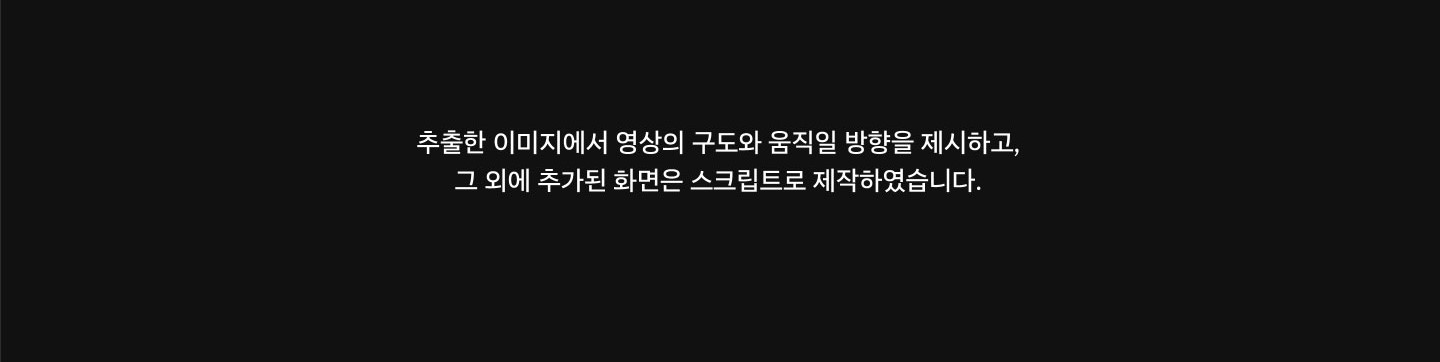 추출한 이미지에서 영상의 구도와 움직일 방향을 제시하고,
그 외에 추가된 화면은 스크립트로 제작하였습니다.